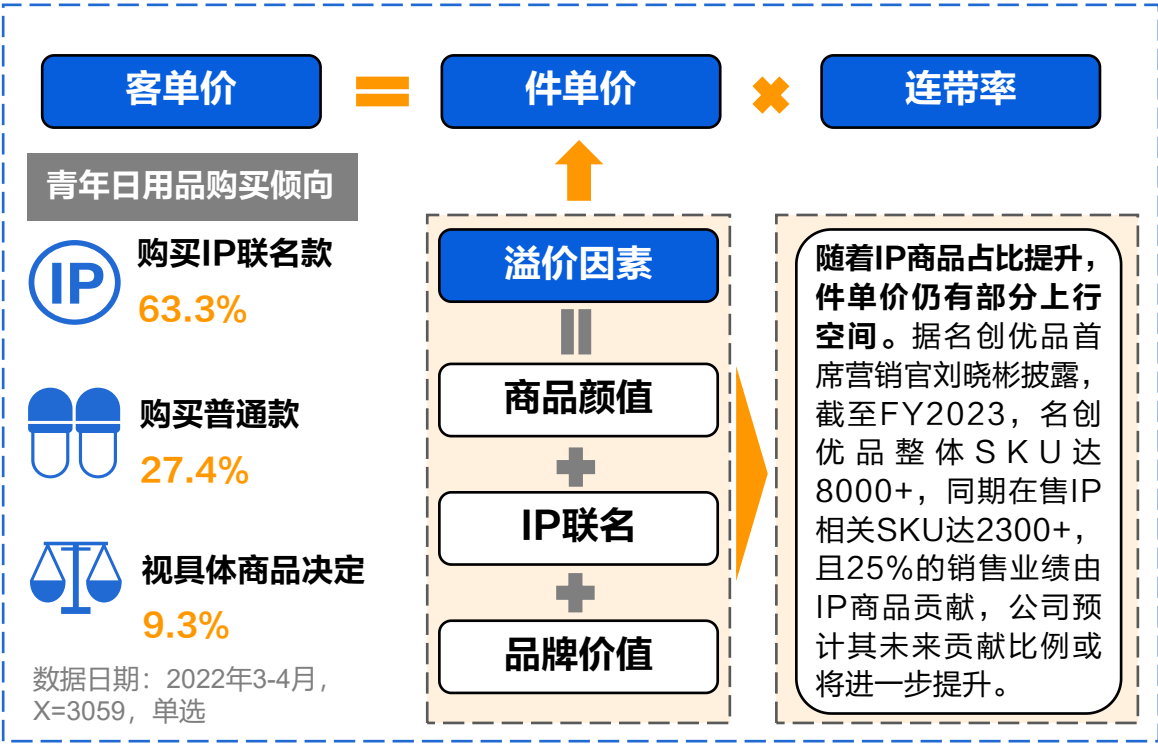 客单价 = 件单价 × 连带率
青年日用品购买倾向
IP
购买IP联名款
63.3%
购买普通款
27.4%
视具体商品决定
9.3%
数据日期：2022年3-4月，
X=3059，单选
溢价因素
=
商品颜值
+
IP联名
+
品牌价值
随着IP商品占比提升，
件单价仍有部分上行
空间。据名创优品首
席营销官刘晓彬披露，
截至FY2023，名创
优品整体SKU达
8000+，同期在售IP
相关SKU达2300+，
且25%的销售业绩由
IP商品贡献，公司预
计其未来贡献比例或
将进一步提升。